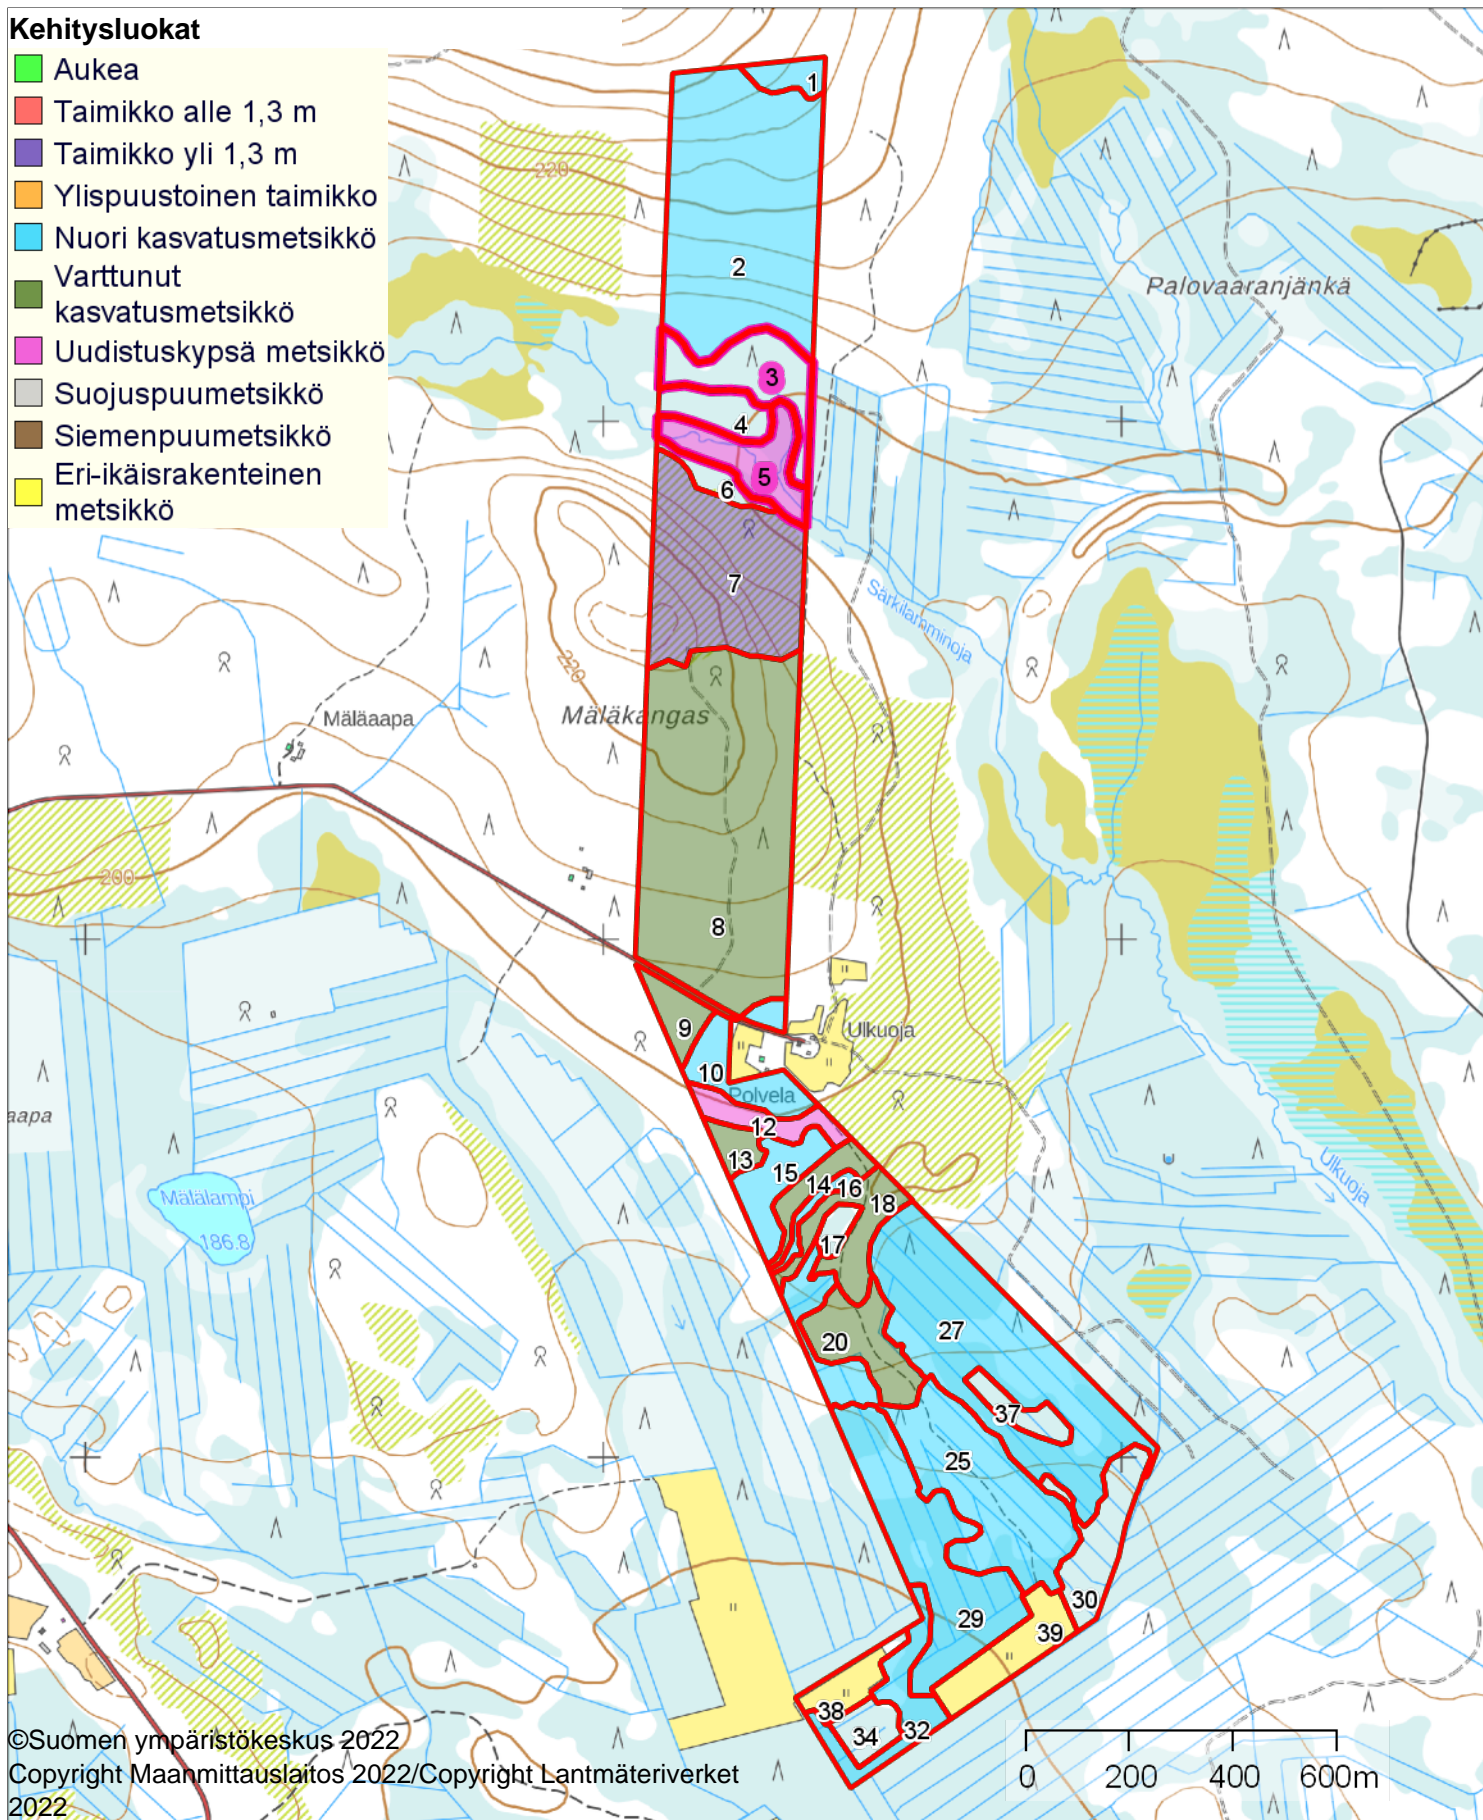 Kehitysluokat
Aukea
Taimikko alle 1,3 m
Taimikko yli 1,3 m
Ylispuustoinen taimikko
Nuori kasvatusmetsikkö
Varttunut
kasvatusmetsikkö
Uudistuskypsä metsikkö
Suojuspuumetsikkö
Siemenpuumetsikkö
Eri-ikäisrakenteinen
metsikkö
1
220
2
Palovaaranjänkä
3
4
5
6
7
Särkilamminoja
220
Mäläaapa
Mäläkangas
200
8
9
Ulkuoja
10
Polvela
aapa
12
13
15
14
16
18
Ulkuoja
Mälälampi
186.8
17
27
20
37
25
30
29
39
38
34
32
©Suomen ympäristökeskus 2022
Copyright Maanmittauslaitos 2022/Copyright Lantmäteriverket
2022
0 200 400 600m